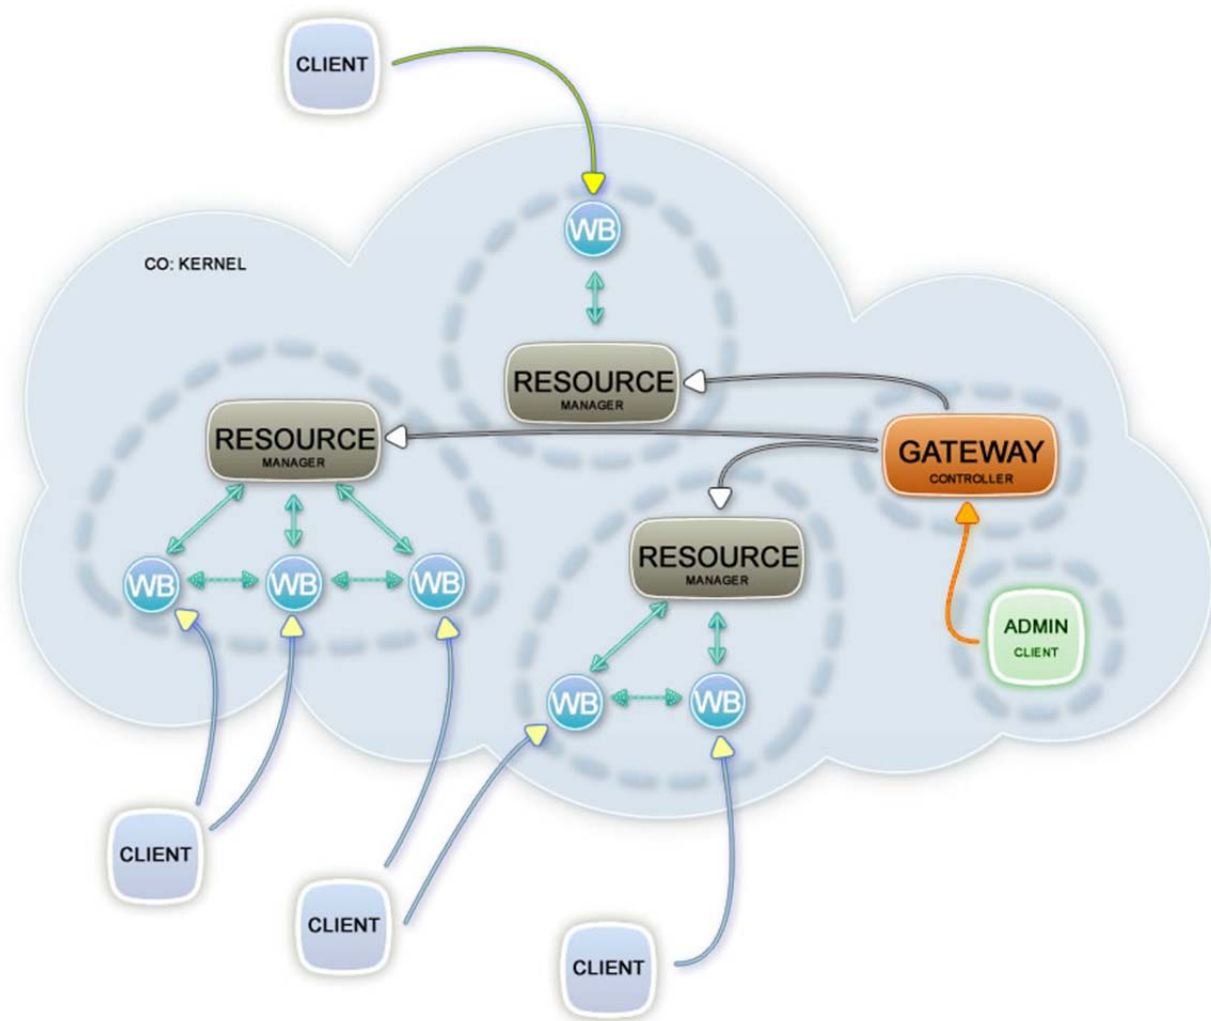 CLIENT
WB
CO: KERNEL
RESOURCE
MANAGER
RESOURCE
MANAGER
GATEWAY
CONTROLLER
RESOURCE
MANAGER
WB
WB
WB
ADMIN
CLIENT
WB
WB
CLIENT
CLIENT
CLIENT